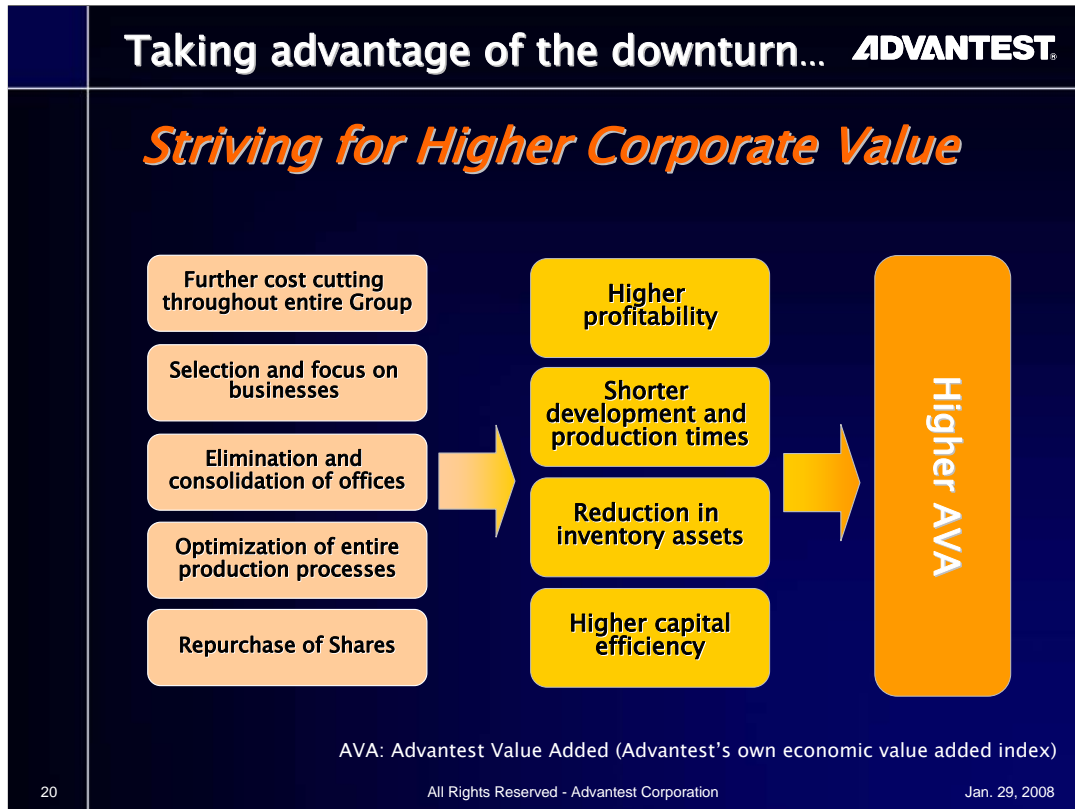 Taking advantage of the downturn...
ADVANTEST®
Striving for Higher Corporate Value
Further cost cutting
throughout entire Group
Selection and focus on
businesses
Elimination and
consolidation of offices
Optimization of entire
production processes
Repurchase of Shares
Higher
profitability
Shorter
development and
production times
Reduction in
inventory assets
Higher capital
efficiency
Higher AVA
AVA: Advantest Value Added (Advantest’s own economic value added index)
20
All Rights Reserved - Advantest Corporation
Jan. 29, 2008